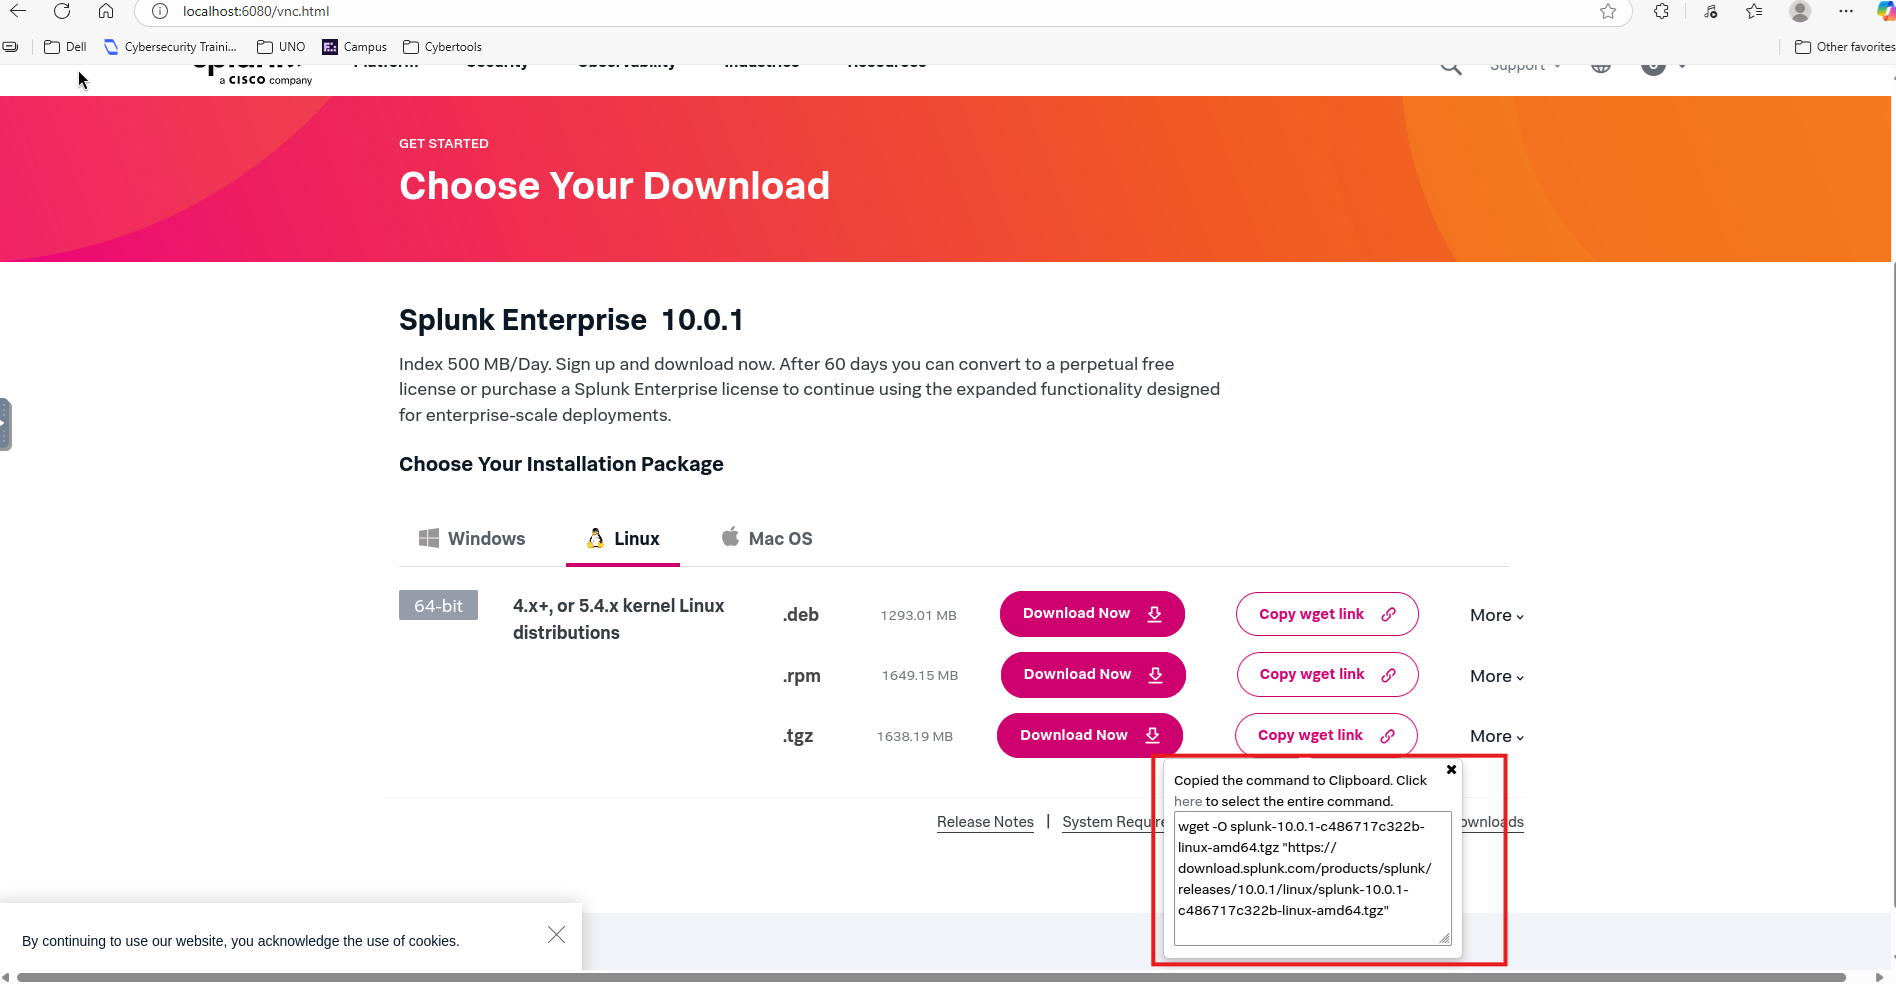 localhost:6080/vnc.html
Dell
Cybersecurity Traini...
UNO
Campus
Cybertools
Other favorites
splunk>
Platform
Security
Observability
Industries
Resources
Support
a CISCO company
GET STARTED
Choose Your Download
Splunk Enterprise 10.0.1
Index 500 MB/Day. Sign up and download now. After 60 days you can convert to a perpetual free
license or purchase a Splunk Enterprise license to continue using the expanded functionality designed
for enterprise-scale deployments.
Choose Your Installation Package
Windows
Linux
Mac OS
64-bit
4.x+, or 5.4.x kernel Linux
distributions
.deb
1293.01 MB
Download Now
Copy wget link
More
.rpm
1649.15 MB
Download Now
Copy wget link
More
.tgz
1638.19 MB
Download Now
Copy wget link
More
Release Notes | System Require
ownloads
Copied the command to Clipboard. Click
here to select the entire command.
wget -O splunk-10.0.1-c486717c322b-
linux-amd64.tgz "https://
download.splunk.com/products/splunk/
releases/10.0.1/linux/splunk-10.0.1-
c486717c322b-linux-amd64.tgz"
By continuing to use our website, you acknowledge the use of cookies.